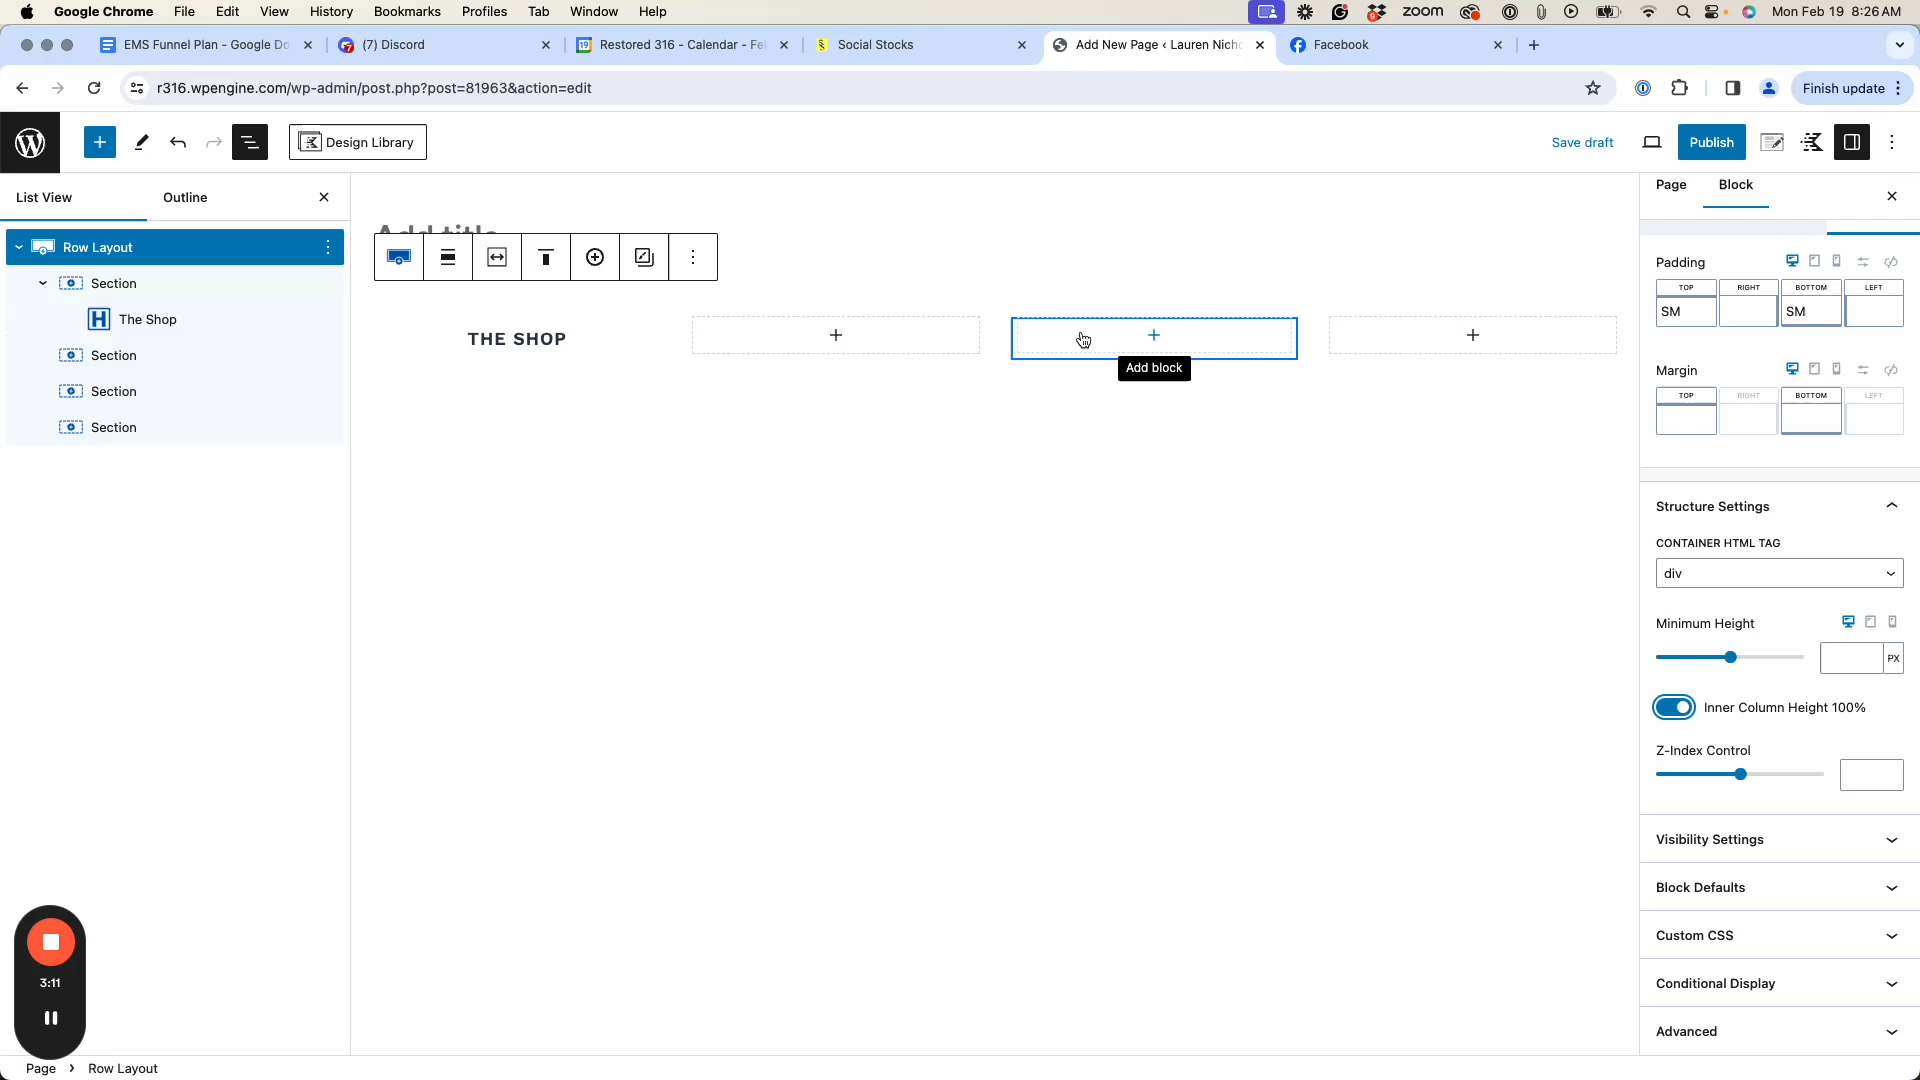 Google Chrome File Edit View History Bookmarks Profiles Tab Window Help
zoom Mon Feb 19 8:26 AM
EMS Funnel Plan - Google Do
(7) Discord
19 Restored 316 - Calendar - Fe
Social Stocks
Add New Page ‹ Lauren Nich
Facebook
r316.wpengine.com/wp-admin/post.php?post=81963&action=edit
Finish update
Design Library
Save draft
Publish
List View
Outline
Page
Block
Add title
Row Layout
Section
H The Shop
Section
Section
Section
THE SHOP
Add block
Padding
TOP RIGHT BOTTOM LEFT
SM SM
Margin
TOP RIGHT BOTTOM LEFT
Structure Settings
CONTAINER HTML TAG
div
Minimum Height
PX
Inner Column Height 100%
Z-Index Control
Visibility Settings
Block Defaults
Custom CSS
Conditional Display
Advanced
3:11
Page › Row Layout